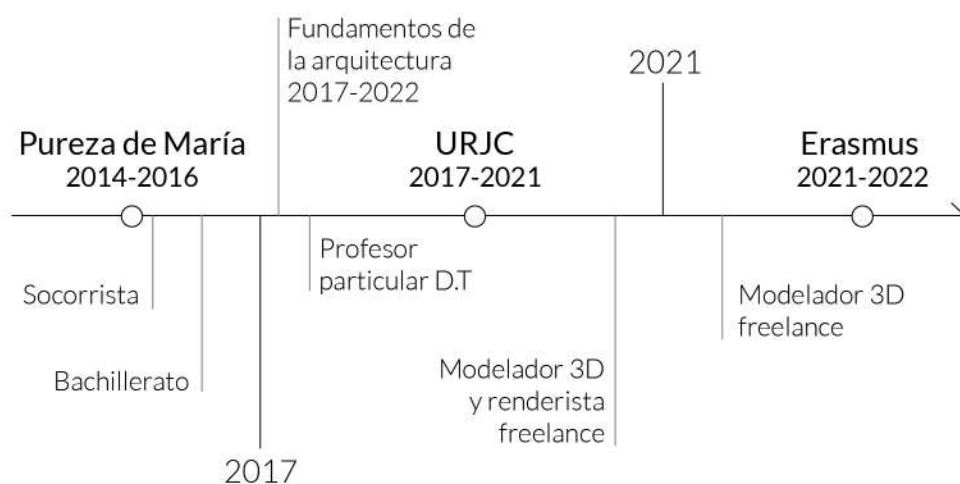 Fundamentos de
la arquitectura
2017-2022
2021
Pureza de María
2014-2016
URJC
2017-2021
Erasmus
2021-2022
Socorrista
Profesor
particular D.T
Modelador 3D
freelance
Bachillerato
Modelador 3D
y renderista
freelance
2017